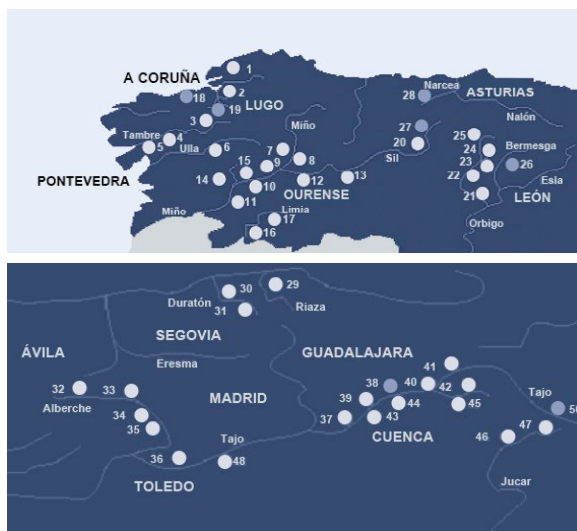 1
A CORUÑA
2
18
LUGO
19
3
Tambre
4
5
Ulla
6
Miño
7
8
9
15
PONTEVEDRA
14
10
12
13
OURENSE
11
Miño
Limia
17
16
Narcea
28
ASTURIAS
Nalón
27
20
Sil
25
24
Bermesga
23
26
22
Esla
21
LEÓN
Orbigo
30
29
Duratón
31
Riaza
SEGOVIA
ÁVILA
Eresma
GUADALAJARA
41
32
33
MADRID
38
40
42
Alberche
39
44
45
Tajo
34
35
37
43
46
47
CUENCA
Tajo
36
48
TOLEDO
Jucar